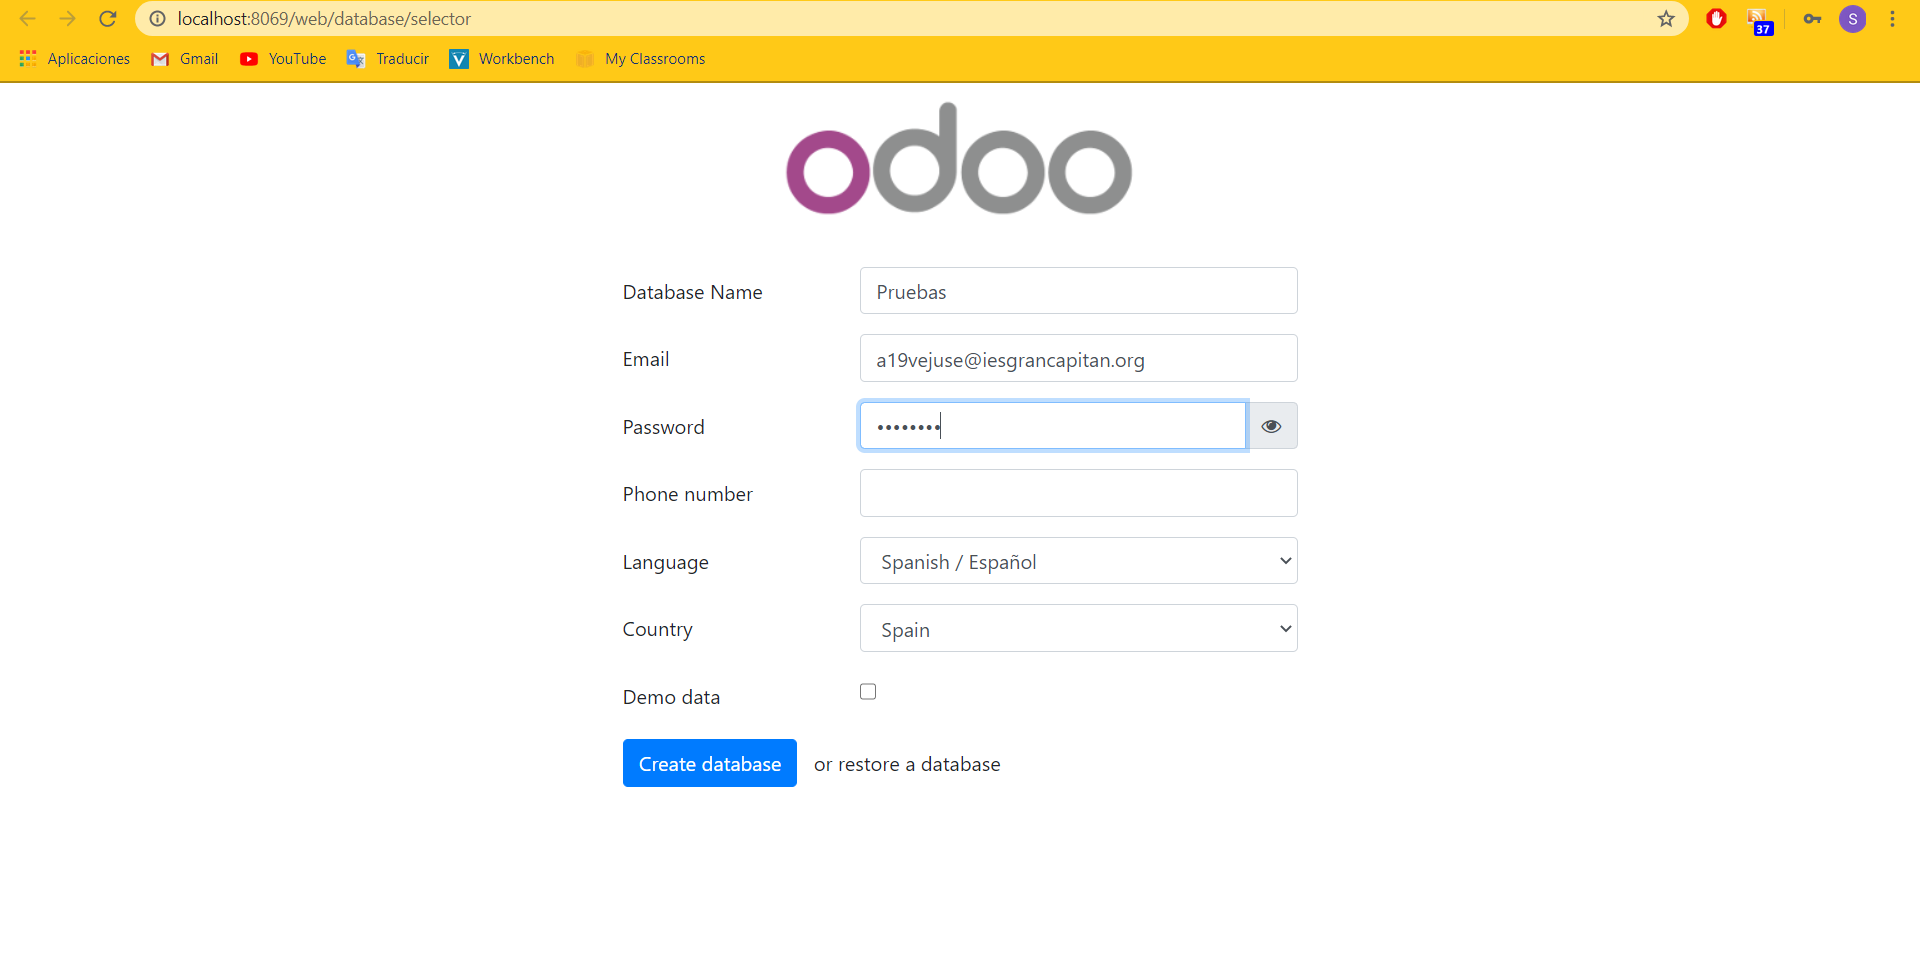 localhost:8069/web/database/selector
37
S
Aplicaciones Gmail YouTube Traducir Workbench My Classrooms
odoo
Database Name Pruebas
Email a19vejuse@iesgrancapitan.org
Password ••••••••
Phone number
Language Spanish / Español
Country Spain
Demo data
Create database or restore a database